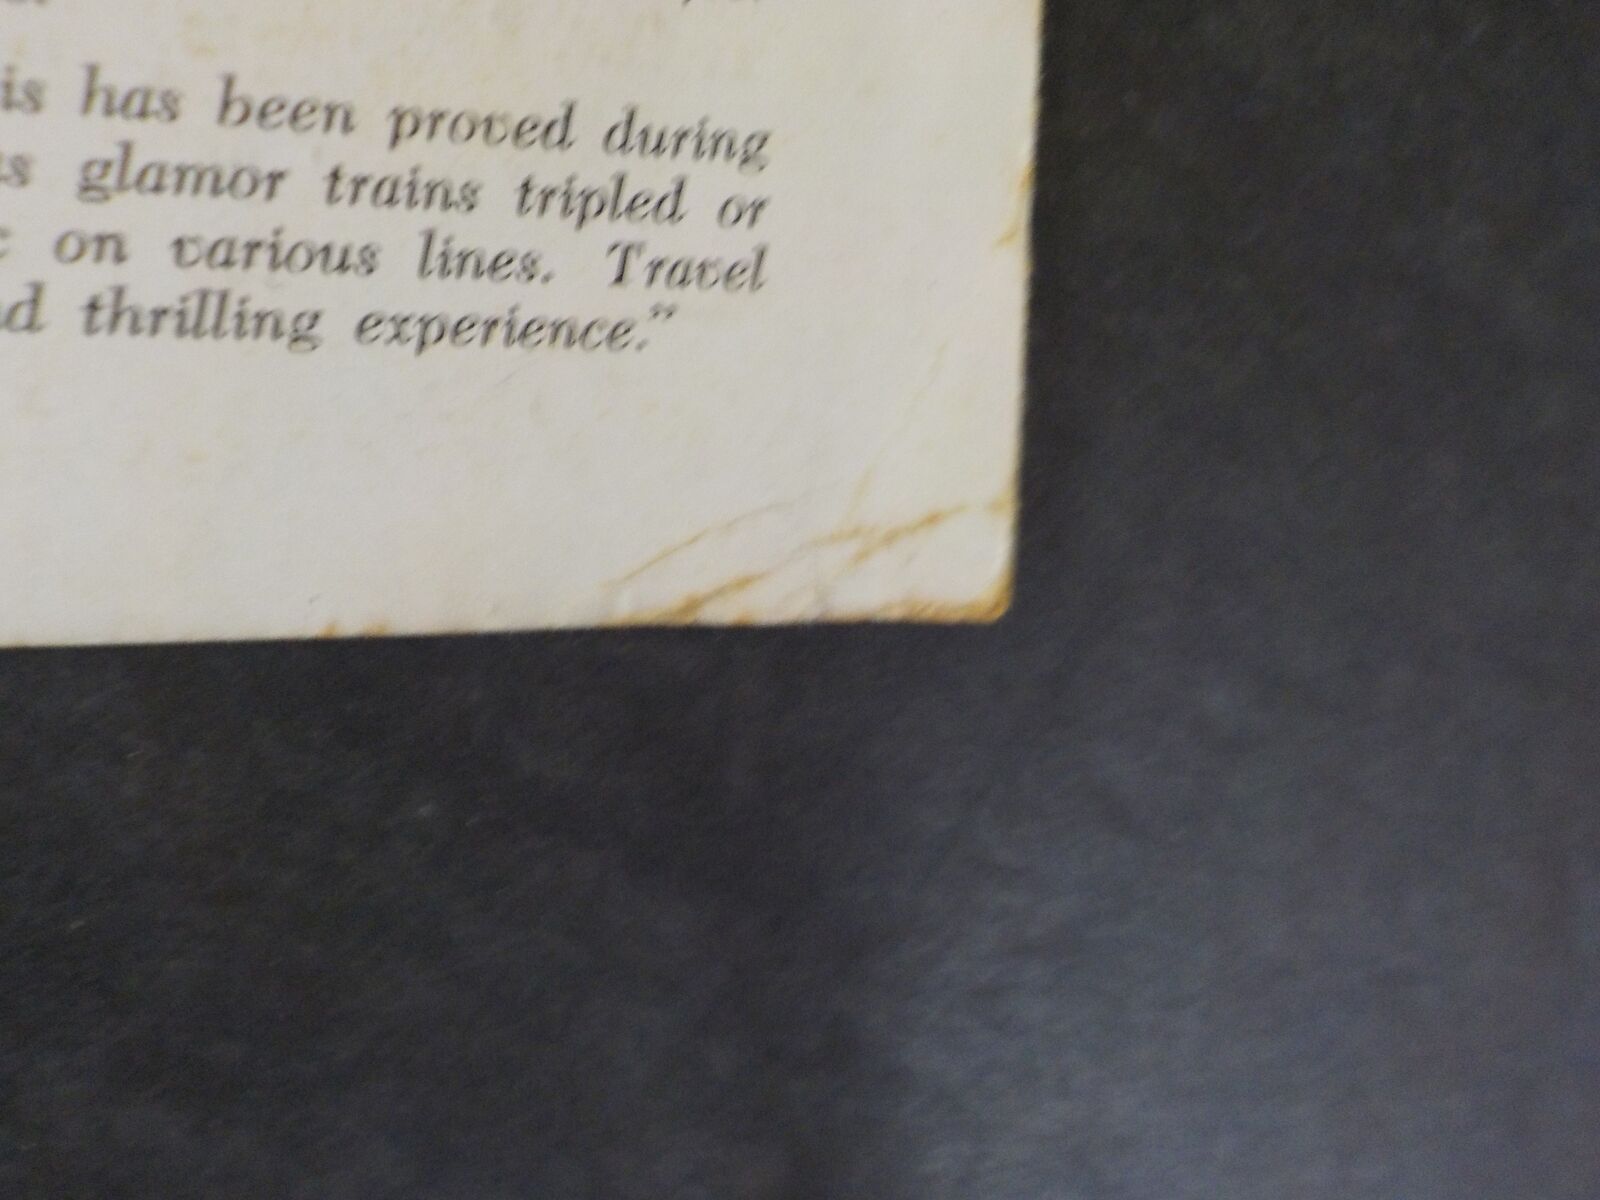 is has been proved during
glamor trains tripled or
on various lines. Travel
thrilling experience.”